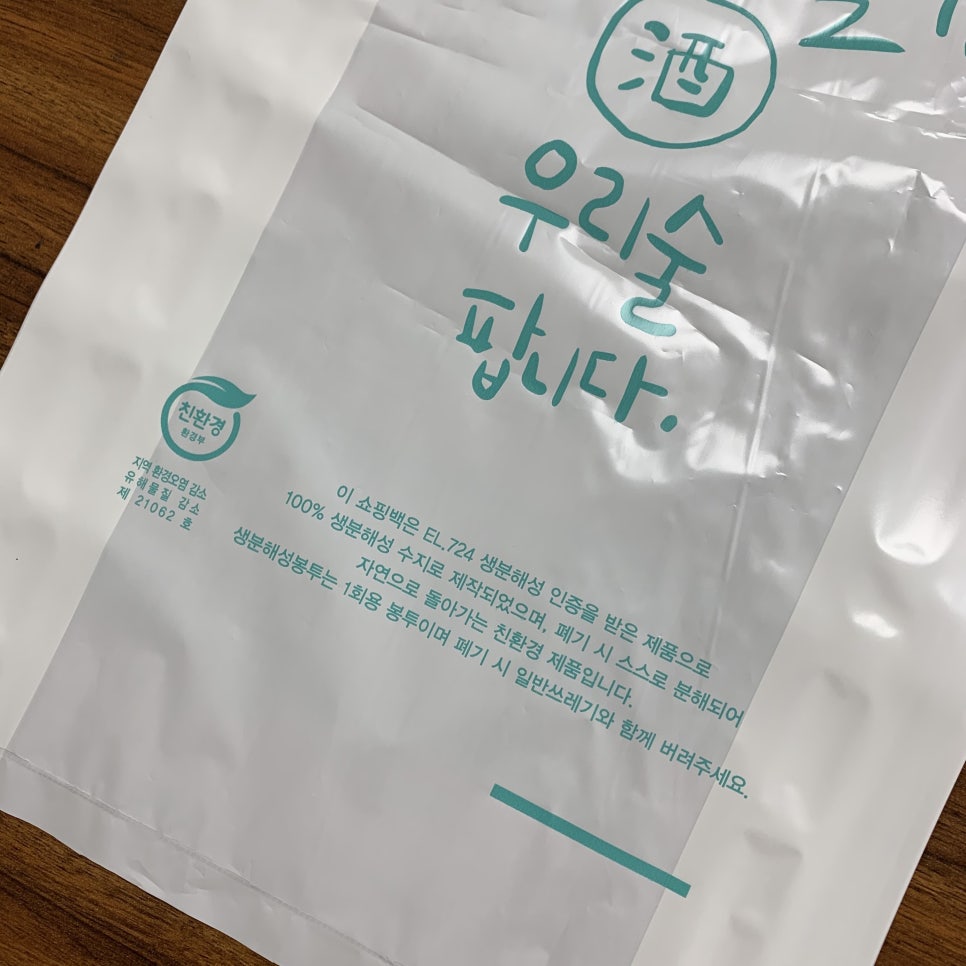 酒
우리술
팝니다.
친환경
환경부
지역 환경오염 감소
유해물질 감소
제 21062 호
이 쇼핑백은 EL.724 생분해성 인증을 받은 제품으로
100% 생분해성 수지로 제작되었으며, 폐기 시 스스로 분해되어
자연으로 돌아가는 친환경 제품입니다.
생분해성봉투는 1회용 봉투이며 폐기 시 일반쓰레기와 함께 버려주세요.